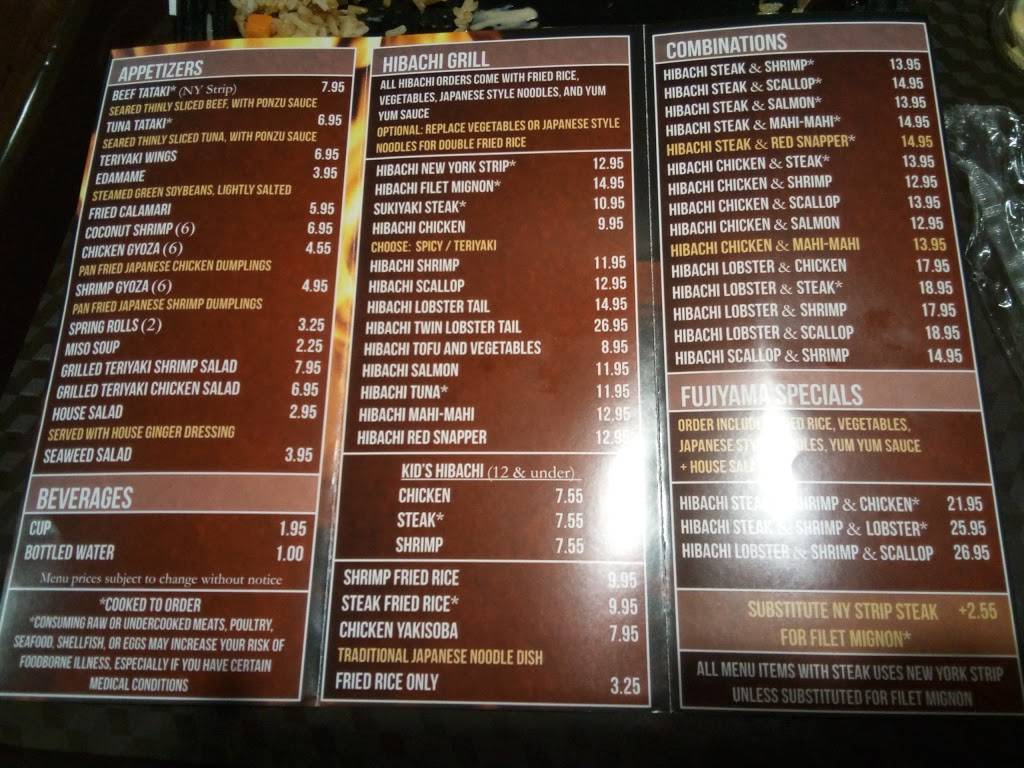 APPETIZERS
BEEF TATAKI* (NY Strip) 7.95
SEARED THINLY SLICED BEEF, WITH PONZU SAUCE
TUNA TATAKI* 6.95
SEARED THINLY SLICED TUNA, WITH PONZU SAUCE
TERIYAKI WINGS 6.95
EDAMAME 3.95
STEAMED GREEN SOYBEANS, LIGHTLY SALTED
FRIED CALAMARI 5.95
COCONUT SHRIMP (6) 6.95
CHICKEN GYOZA (6) 4.55
PAN FRIED JAPANESE CHICKEN DUMPLINGS
SHRIMP GYOZA (6) 4.95
PAN FRIED JAPANESE SHRIMP DUMPLINGS
SPRING ROLLS (2) 3.25
MISO SOUP 2.25
GRILLED TERIYAKI SHRIMP SALAD 7.95
GRILLED TERIYAKI CHICKEN SALAD 6.95
HOUSE SALAD 2.95
SERVED WITH HOUSE GINGER DRESSING
SEAWEED SALAD 3.95
BEVERAGES
CUP 1.95
BOTTLED WATER 1.00
Menu prices subject to change without notice
*COOKED TO ORDER
*CONSUMING RAW OR UNDERCOOKED MEATS, POULTRY,
SEAFOOD, SHELLFISH, OR EGGS MAY INCREASE YOUR RISK OF
FOODBORNE ILLNESS, ESPECIALLY IF YOU HAVE CERTAIN
MEDICAL CONDITIONS
HIBACHI GRILL
ALL HIBACHI ORDERS COME WITH FRIED RICE,
VEGETABLES, JAPANESE STYLE NOODLES, AND YUM
YUM SAUCE
OPTIONAL: REPLACE VEGETABLES OR JAPANESE STYLE
NOODLES FOR DOUBLE FRIED RICE
HIBACHI NEW YORK STRIP* 12.95
HIBACHI FILET MIGNON* 14.95
SUKIYAKI STEAK* 10.95
HIBACHI CHICKEN 9.95
CHOOSE: SPICY / TERIYAKI
HIBACHI SHRIMP 11.95
HIBACHI SCALLOP 12.95
HIBACHI LOBSTER TAIL 14.95
HIBACHI TWIN LOBSTER TAIL 26.95
HIBACHI TOFU AND VEGETABLES 8.95
HIBACHI SALMON 11.95
HIBACHI TUNA* 11.95
HIBACHI MAHI-MAHI 12.95
HIBACHI RED SNAPPER 12.95
KID'S HIBACHI (12 & under)
CHICKEN 7.55
STEAK* 7.55
SHRIMP 7.55
SHRIMP FRIED RICE 9.95
STEAK FRIED RICE* 9.95
CHICKEN YAKISOBA 7.95
TRADITIONAL JAPANESE NOODLE DISH
FRIED RICE ONLY 3.25
COMBINATIONS
HIBACHI STEAK & SHRIMP* 13.95
HIBACHI STEAK & SCALLOP* 14.95
HIBACHI STEAK & SALMON* 13.95
HIBACHI STEAK & MAHI-MAHI* 14.95
HIBACHI STEAK & RED SNAPPER* 14.95
HIBACHI CHICKEN & STEAK* 13.95
HIBACHI CHICKEN & SHRIMP 12.95
HIBACHI CHICKEN & SCALLOP 13.95
HIBACHI CHICKEN & SALMON 12.95
HIBACHI CHICKEN & MAHI-MAHI 13.95
HIBACHI LOBSTER & CHICKEN 17.95
HIBACHI LOBSTER & STEAK* 18.95
HIBACHI LOBSTER & SHRIMP 17.95
HIBACHI LOBSTER & SCALLOP 18.95
HIBACHI SCALLOP & SHRIMP 14.95
FUJIYAMA SPECIALS
ORDER RICE, VEGETABLES,
JAPANESE YUM YUM SAUCE
+ HOUSE
HIBACHI STEAK SHRIMP & CHICKEN* 21.95
HIBACHI STEAK & SHRIMP & LOBSTER* 25.95
HIBACHI LOBSTER & SHRIMP & SCALLOP 26.95
SUBSTITUTE NY STRIP STEAK +2.55
FOR FILET MIGNON*
ALL MENU ITEMS WITH STEAK USES NEW YORK STRIP
UNLESS SUBSTITUTED FOR FILET MIGNON